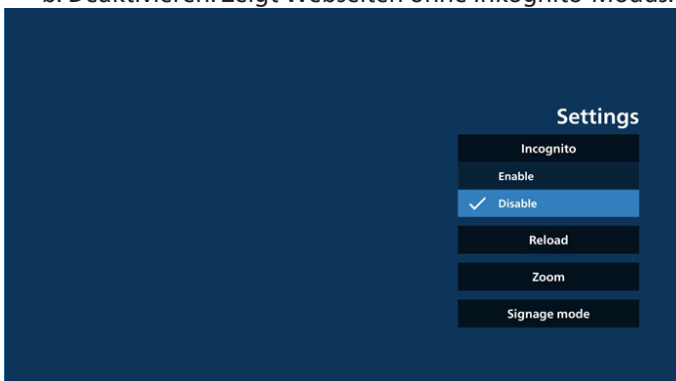 b. Deaktivieren: Zeigt Webseiten ohne Inkognito-Modus.
Settings
Incognito
Enable
Disable
Reload
Zoom
Signage mode